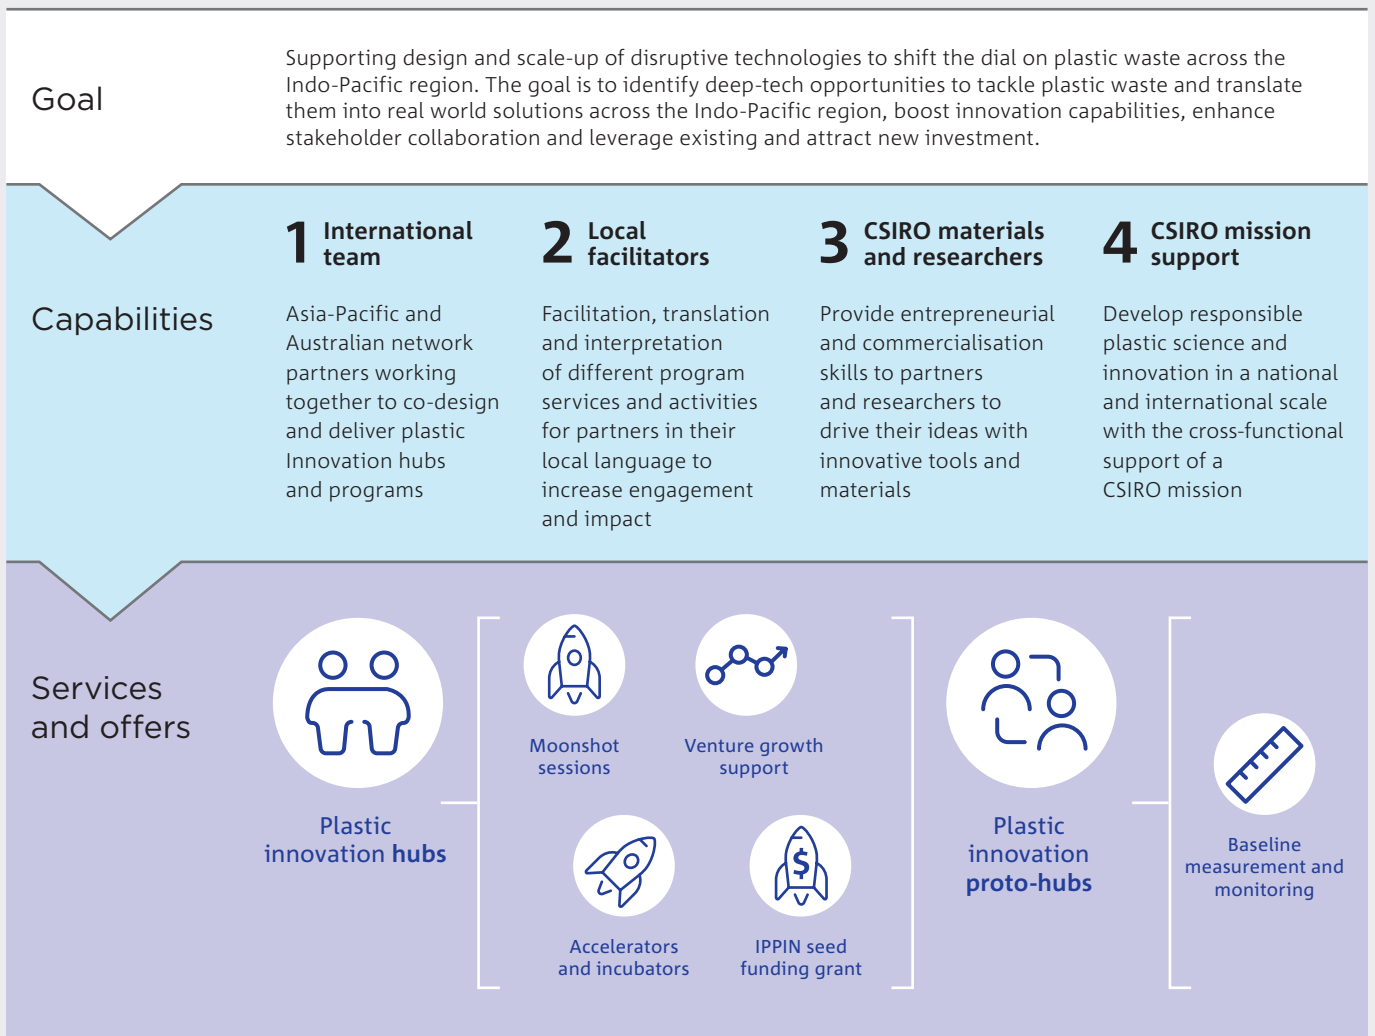 Goal
Supporting design and scale-up of disruptive technologies to shift the dial on plastic waste across the
Indo-Pacific region. The goal is to identify deep-tech opportunities to tackle plastic waste and translate
them into real world solutions across the Indo-Pacific region, boost innovation capabilities, enhance
stakeholder collaboration and leverage existing and attract new investment.
Capabilities
1 International
team
Asia-Pacific and
Australian network
partners working
together to co-design
and deliver plastic
Innovation hubs
and programs
2 Local
facilitators
Facilitation, translation
and interpretation
of different program
services and activities
for partners in their
local language to
increase engagement
and impact
3 CSIRO materials
and researchers
Provide entrepreneurial
and commercialisation
skills to partners
and researchers to
drive their ideas with
innovative tools and
materials
4 CSIRO mission
support
Develop responsible
plastic science and
innovation in a national
and international scale
with the cross-functional
support of a
CSIRO mission
Services
and offers
Plastic
innovation hubs
Moonshot
sessions
Venture growth
support
Accelerators
and incubators
$
IPPIN seed
funding grant
Plastic
innovation
proto-hubs
Baseline
measurement and
monitoring